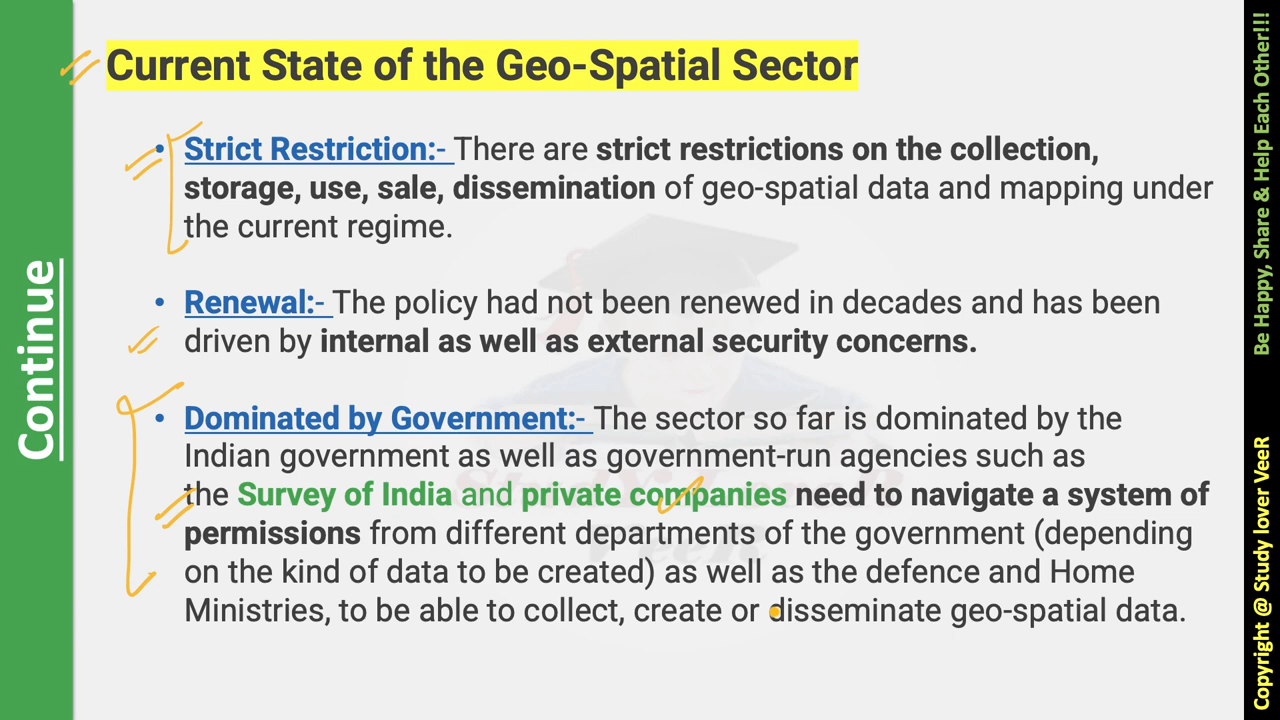 Current State of the Geo-Spatial Sector
• Strict Restriction:- There are strict restrictions on the collection,
storage, use, sale, dissemination of geo-spatial data and mapping under
the current regime.
• Renewal:- The policy had not been renewed in decades and has been
driven by internal as well as external security concerns.
• Dominated by Government:- The sector so far is dominated by the
Indian government as well as government-run agencies such as
the Survey of India and private companies need to navigate a system of
permissions from different departments of the government (depending
on the kind of data to be created) as well as the defence and Home
Ministries, to be able to collect, create or disseminate geo-spatial data.
Continue
Be Happy, Share & Help Each Other!!!
Copyright @ Study lover VeeR